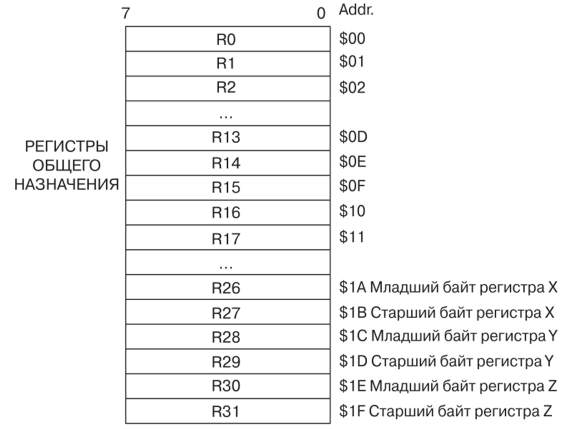 7 0 Addr.
R0 $00
R1 $01
R2 $02
...
R13 $0D
РЕГИСТРЫ
ОБЩЕГО
НАЗНАЧЕНИЯ
R14 $0E
R15 $0F
R16 $10
R17 $11
...
R26 $1A Младший байт регистра X
R27 $1B Старший байт регистра X
R28 $1C Младший байт регистра Y
R29 $1D Старший байт регистра Y
R30 $1E Младший байт регистра Z
R31 $1F Старший байт регистра Z